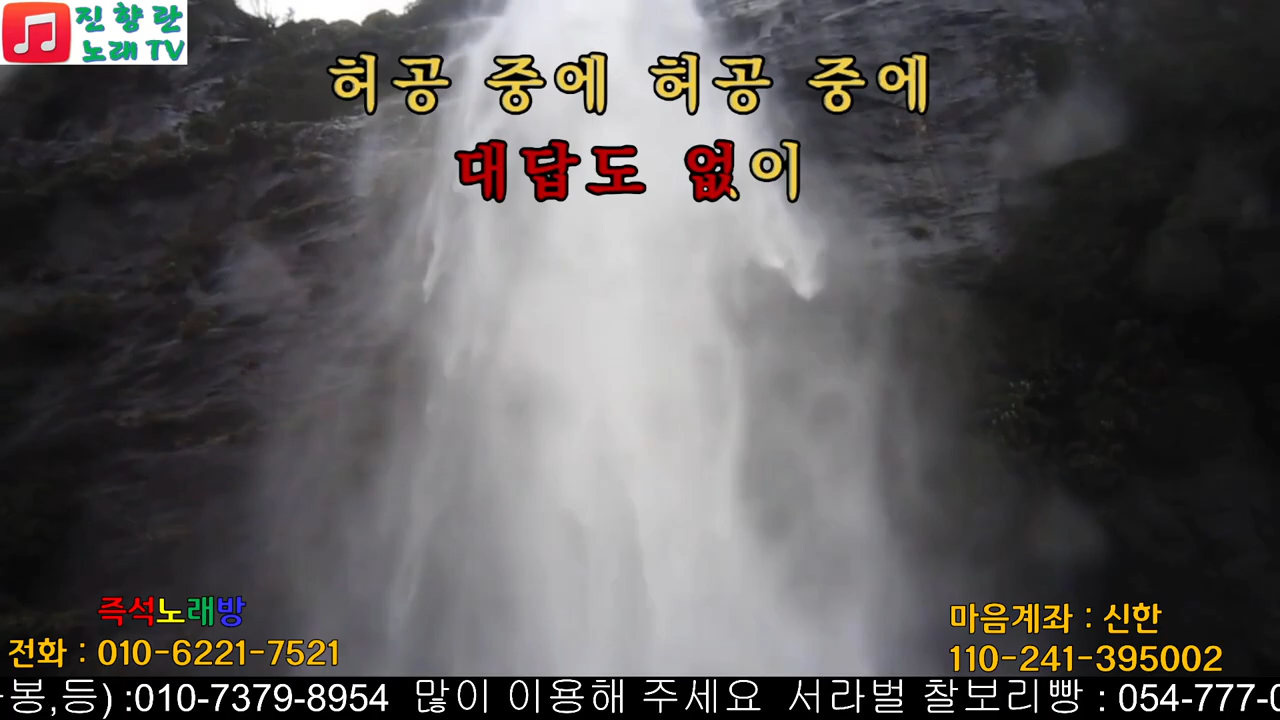 진향란
노래 TV
허공 중에 허공 중에
대답도 없이
즉석노래방
전화 : 010-6221-7521
마음계좌 : 신한
110-241-395002
봉,등) :010-7379-8954 많이 이용해 주세요 서라벌 찰보리빵 : 054-777-0